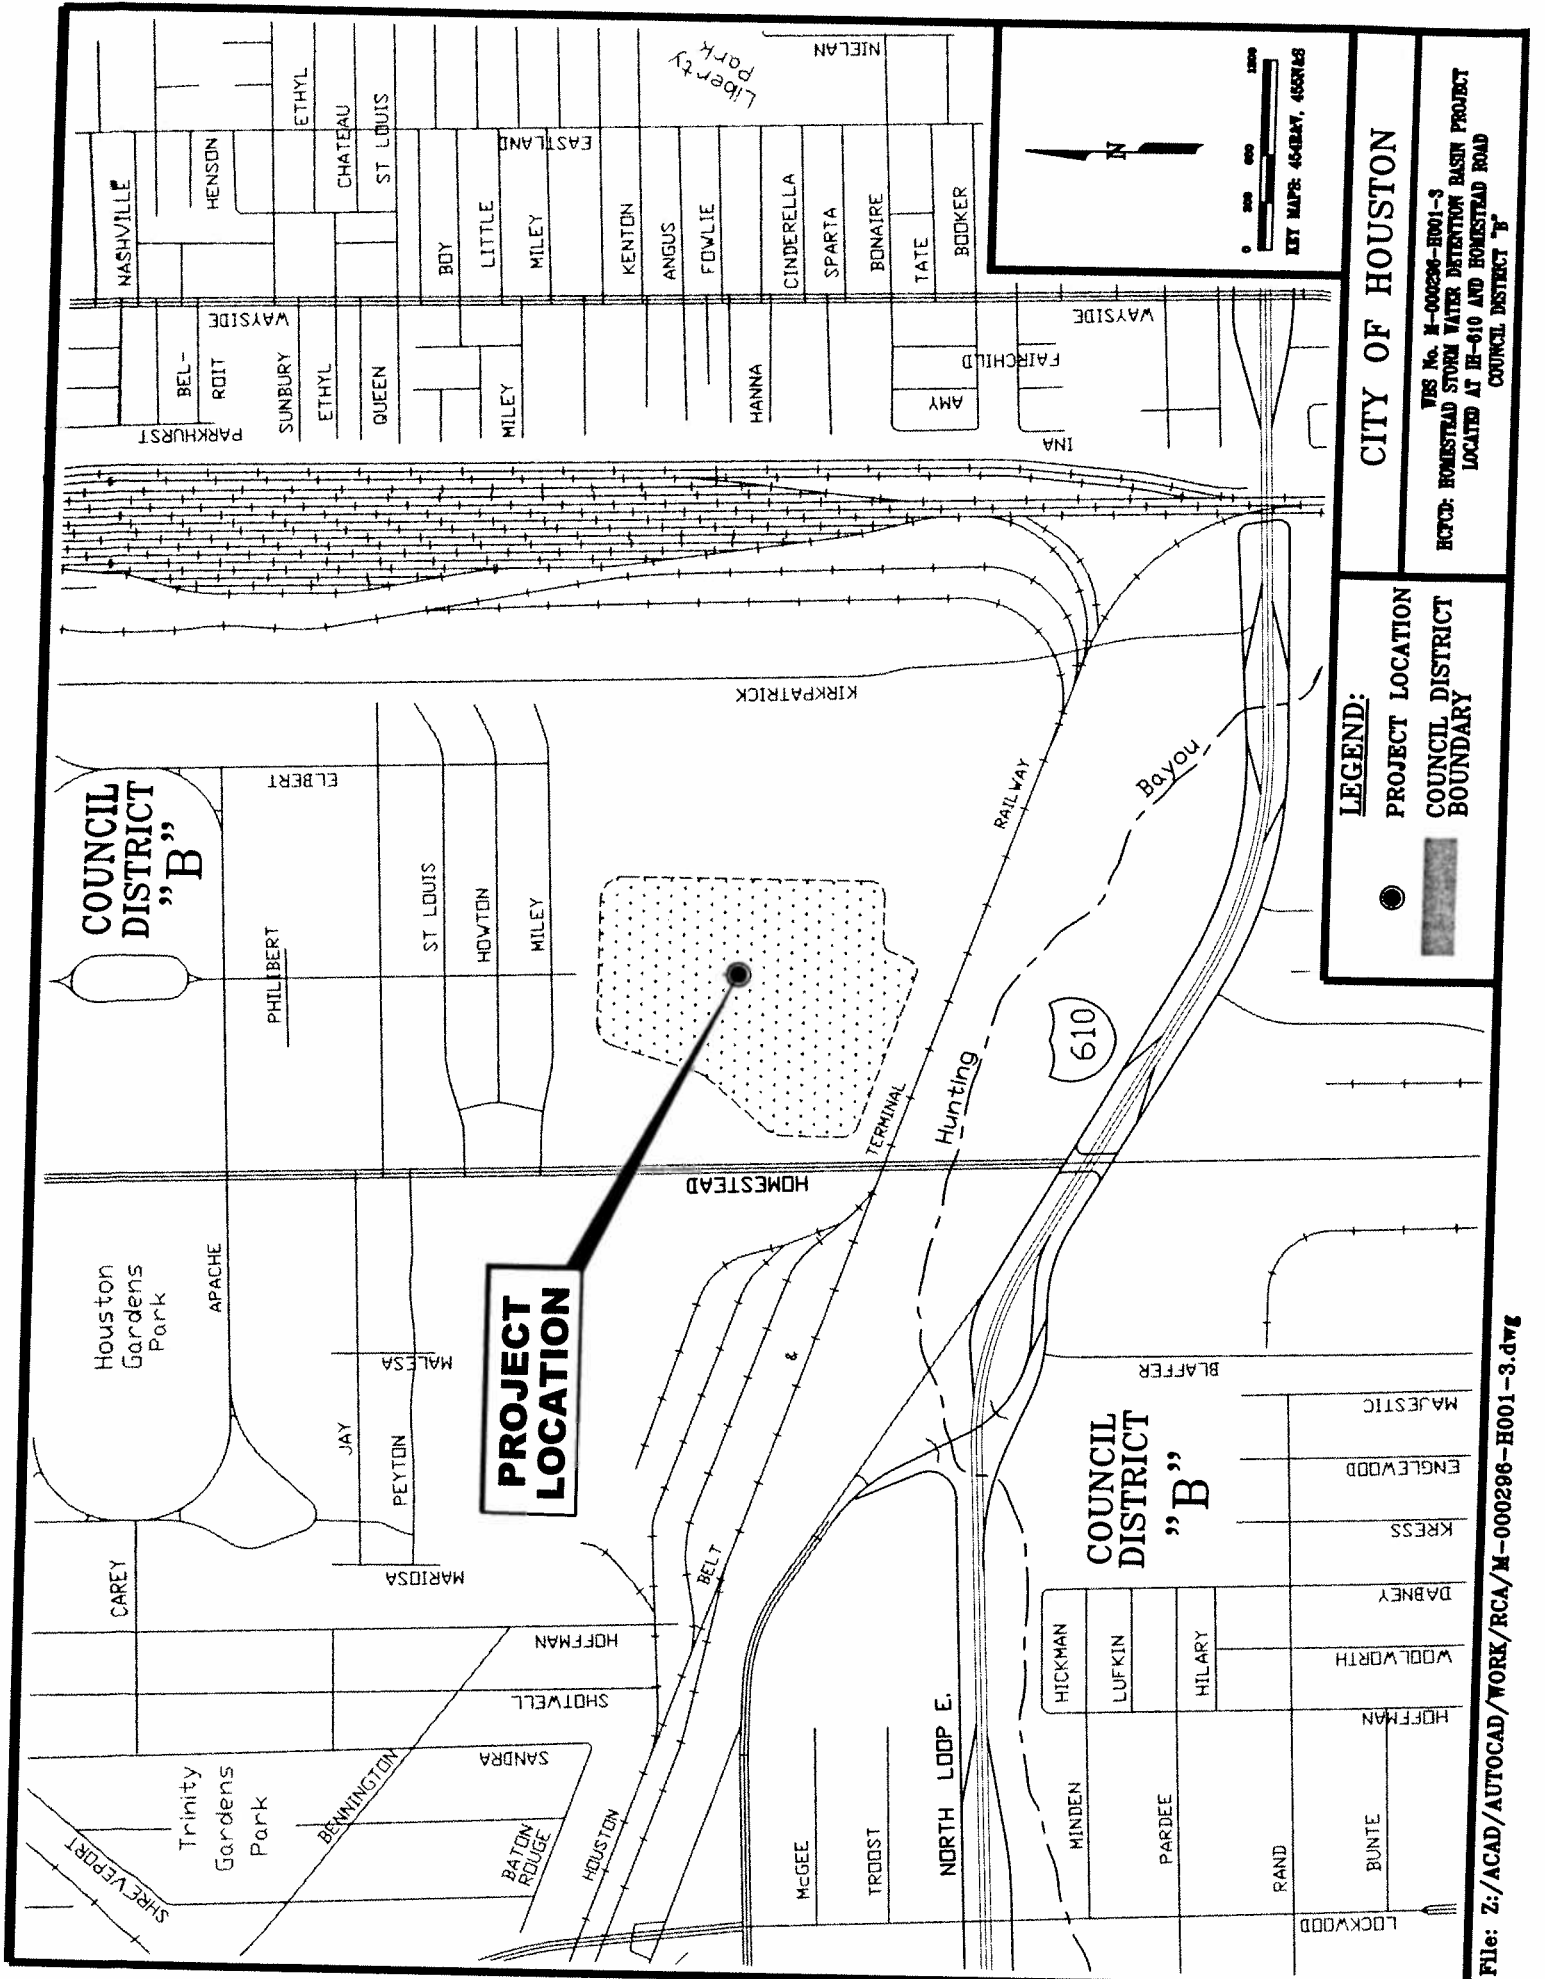 COUNCIL
DISTRICT
"B"
Houston
Gardens
Park
Trinity
Gardens
Park
Liberty
Park
SHREVEPORT
CAREY
BENNINGTON
SANDRA
SHOTWELL
HOFFMAN
MARIOSA
BATON
ROUGE
JAY
PEYTON
MALESA
APACHE
PHILIBERT
ELBERT
ST LOUIS
HOWTON
MILEY
KIRKPATRICK
HOMESTEAD
PROJECT
LOCATION
HOUSTON
BELT
&
TERMINAL
RAILWAY
Hunting
Bayou
610
NASHVILLE
HENSON
ETHYL
CHATEAU
ST LOUIS
BOY
LITTLE
MILEY
EASTLAND
KENTON
ANGUS
FOWLIE
CINDERELLA
SPARTA
BONAIRE
TATE
BOOKER
NIELAN
WAYSIDE
WAYSIDE
BEL-
ROIT
SUNBURY
ETHYL
QUEEN
MILEY
HANNA
AMY
FAIRCHILD
INA
PARKHURST
McGEE
TROOST
NORTH LOOP E.
MINDEN
PARDEE
RAND
BUNTE
LOCKWOOD
HICKMAN
LUFKIN
HILARY
HOFFMAN
WOOLWORTH
DABNEY
KRESS
ENGLEWOOD
MAJESTIC
BLAFFER
COUNCIL
DISTRICT
"B"
N
0 300 600 1200
LEGEND:
PROJECT LOCATION
COUNCIL DISTRICT
BOUNDARY
CITY OF HOUSTON
WBS No. M-000296-H001-3
HCFCD: HOMESTEAD STORM WATER DETENTION BASIN PROJECT
LOCATED AT IH-610 AND HOMESTEAD ROAD
COUNCIL DISTRICT "B"
File: Z:/ACAD/AUTOCAD/WORK/RCA/M-000296-H001-3.dwg
KEY MAPS: